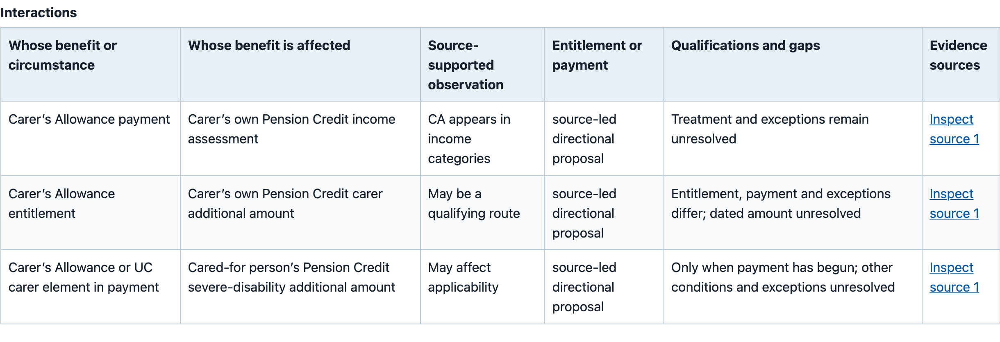 Interactions
Whose benefit or
circumstance
Whose benefit is affected
Source-
supported
observation
Entitlement or
payment
Qualifications and gaps
Evidence
sources
Carer’s Allowance payment
Carer’s own Pension Credit income
assessment
CA appears in
income
categories
source-led
directional
proposal
Treatment and exceptions remain
unresolved
Inspect
source 1
Carer’s Allowance
entitlement
Carer’s own Pension Credit carer
additional amount
May be a
qualifying route
source-led
directional
proposal
Entitlement, payment and exceptions
differ; dated amount unresolved
Inspect
source 1
Carer’s Allowance or UC
carer element in payment
Cared-for person’s Pension Credit
severe-disability additional amount
May affect
applicability
source-led
directional
proposal
Only when payment has begun; other
conditions and exceptions unresolved
Inspect
source 1